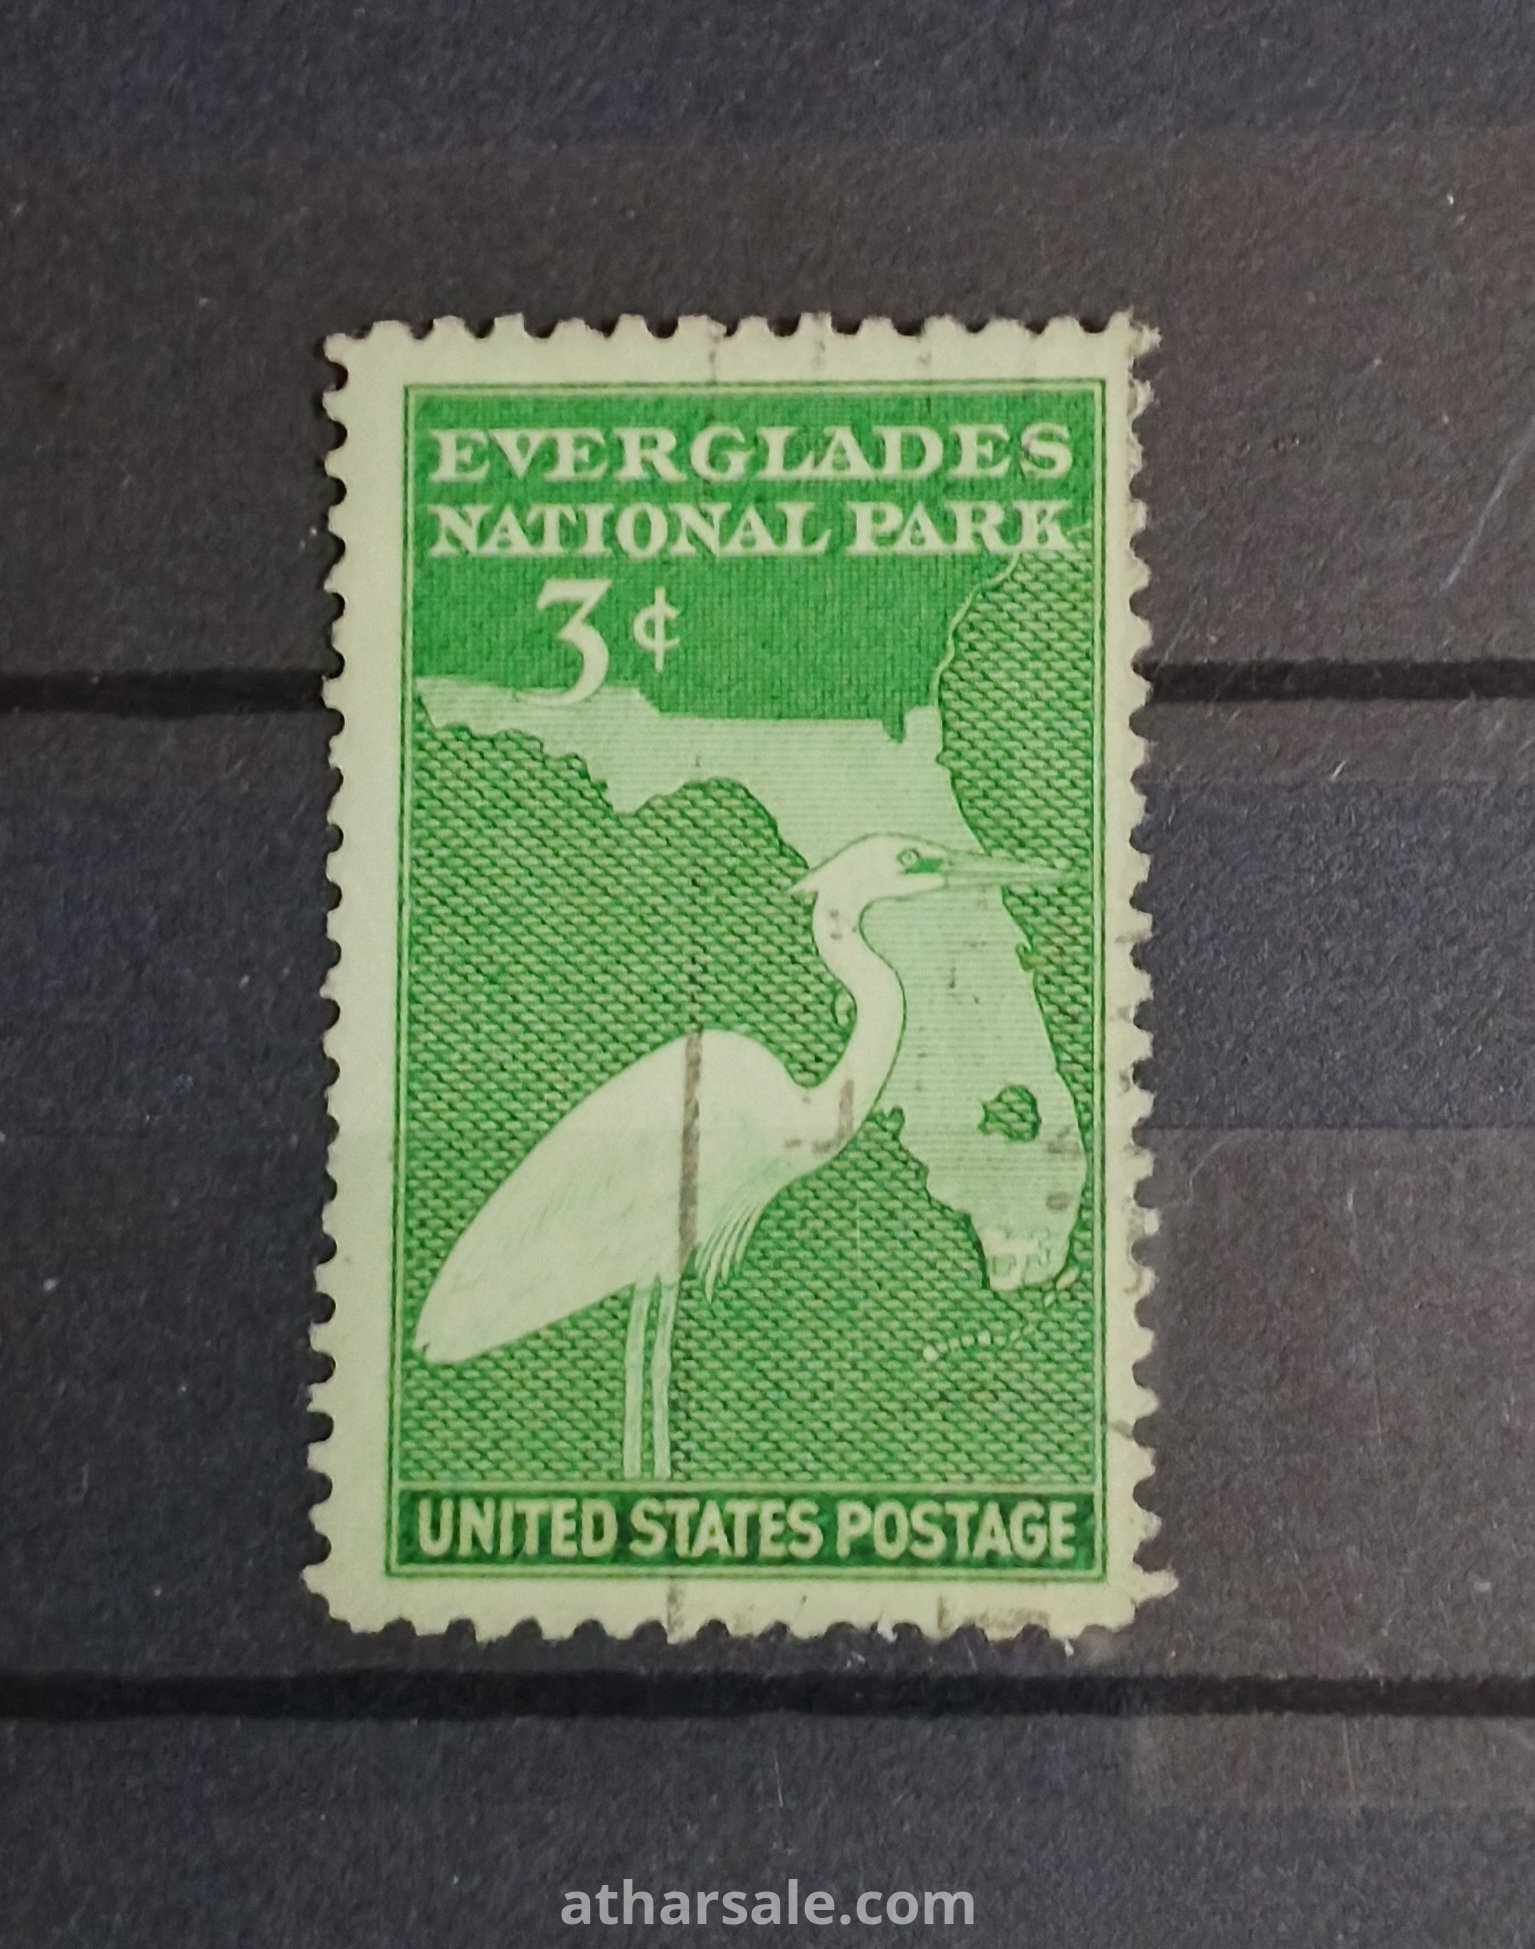 EVERGLADES
NATIONAL PARK
3¢
UNITED STATES POSTAGE
atharsale.com